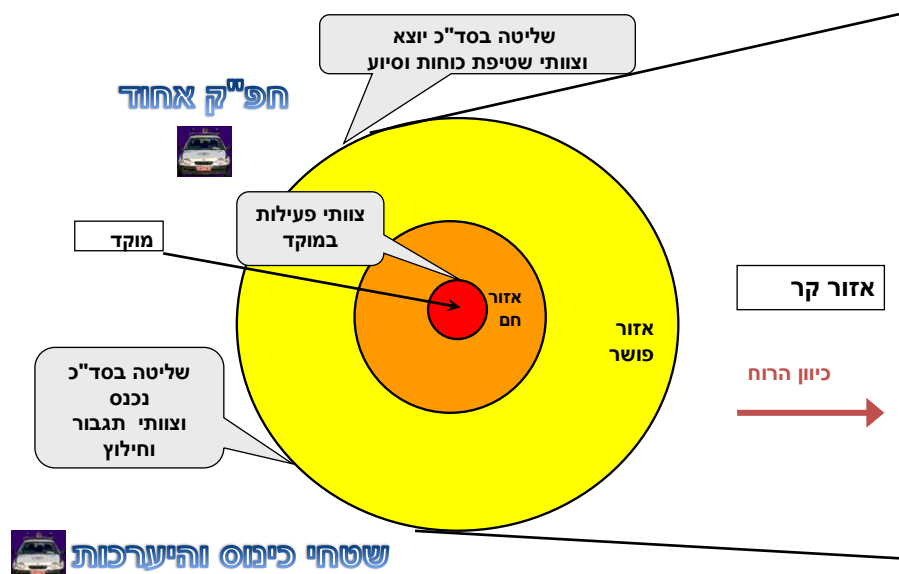 שליטה בסד"כ יוצא
וצוותי שטיפת כוחות וסיוע
חפ"ק אחוד
צוותי פעילות
במוקד
מוקד
אזור קר
אזור
חם
אזור
פושר
שליטה בסד"כ
נכנס
וצוותי תגבור
וחילוץ
כיוון הרוח
שטחי כינוס והיערכות